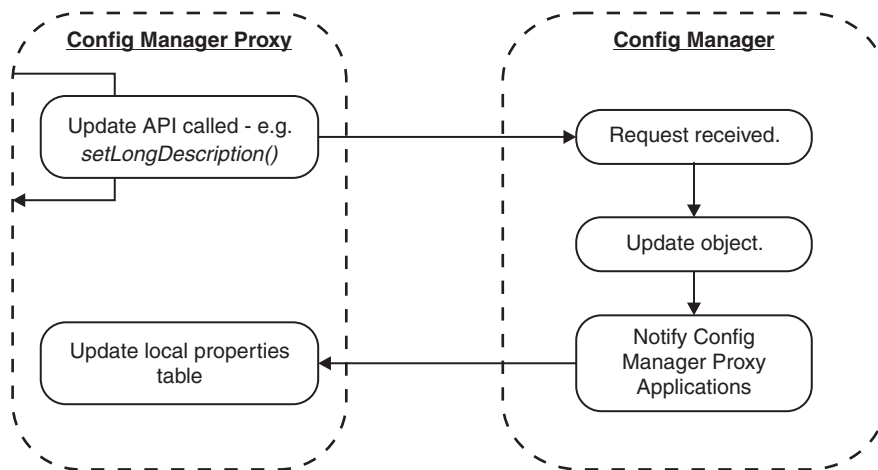 Config Manager Proxy
Update API called - e.g.
setLongDescription()
Update local properties
table
Config Manager
Request received.
Update object.
Notify Config
Manager Proxy
Applications